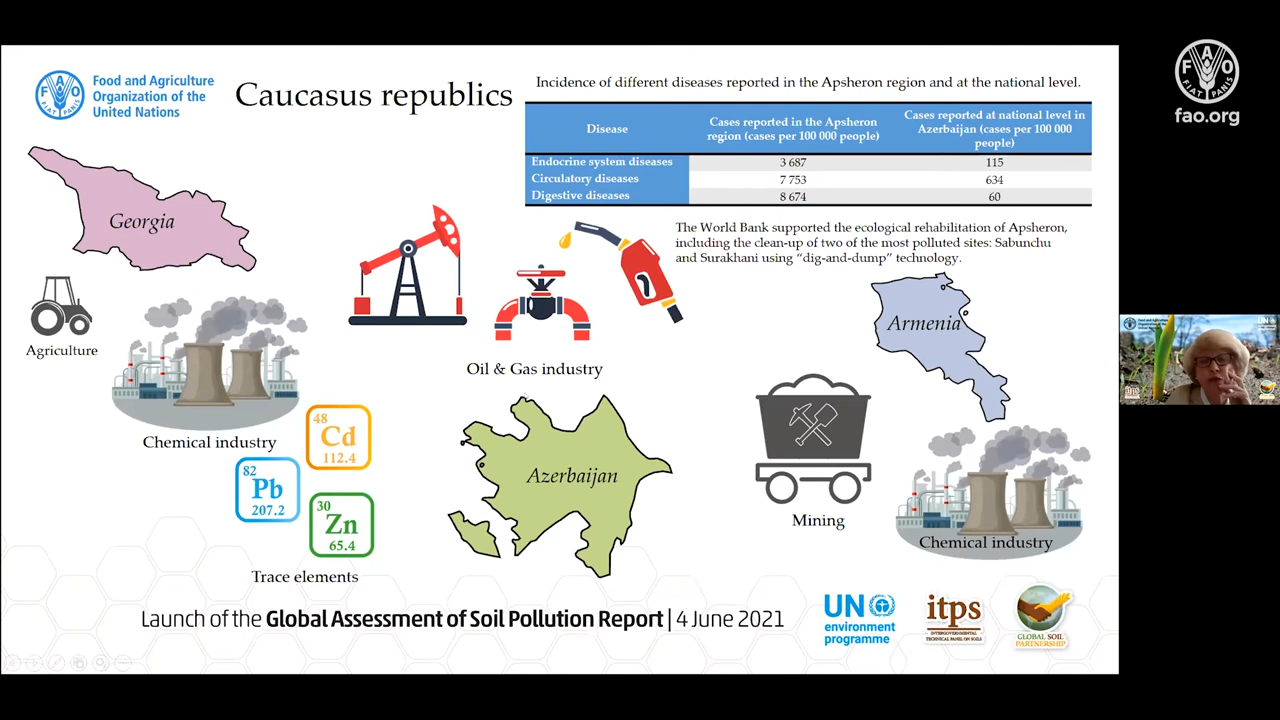 Food and Agriculture
Organization of the
United Nations
Caucasus republics
Incidence of different diseases reported in the Apsheron region and at the national level.
Disease
Cases reported in the Apsheron
region (cases per 100 000 people)
Cases reported at national level in
Azerbaijan (cases per 100 000
people)
Endocrine system diseases 3 687 115
Circulatory diseases 7 753 634
Digestive diseases 8 674 60
The World Bank supported the ecological rehabilitation of Apsheron,
including the clean-up of two of the most polluted sites: Sabunchu
and Surakhani using “dig-and-dump” technology.
Georgia
Agriculture
Chemical industry
48
Cd
112.4
82
Pb
207.2
30
Zn
65.4
Trace elements
Oil & Gas industry
Azerbaijan
Armenia
Mining
Chemical industry
Launch of the Global Assessment of Soil Pollution Report | 4 June 2021
UN
environment
programme
itps
INTERGOVERNMENTAL
TECHNICAL PANEL ON SOILS
GLOBAL SOIL
PARTNERSHIP
FAO
FIAT PANIS
fao.org